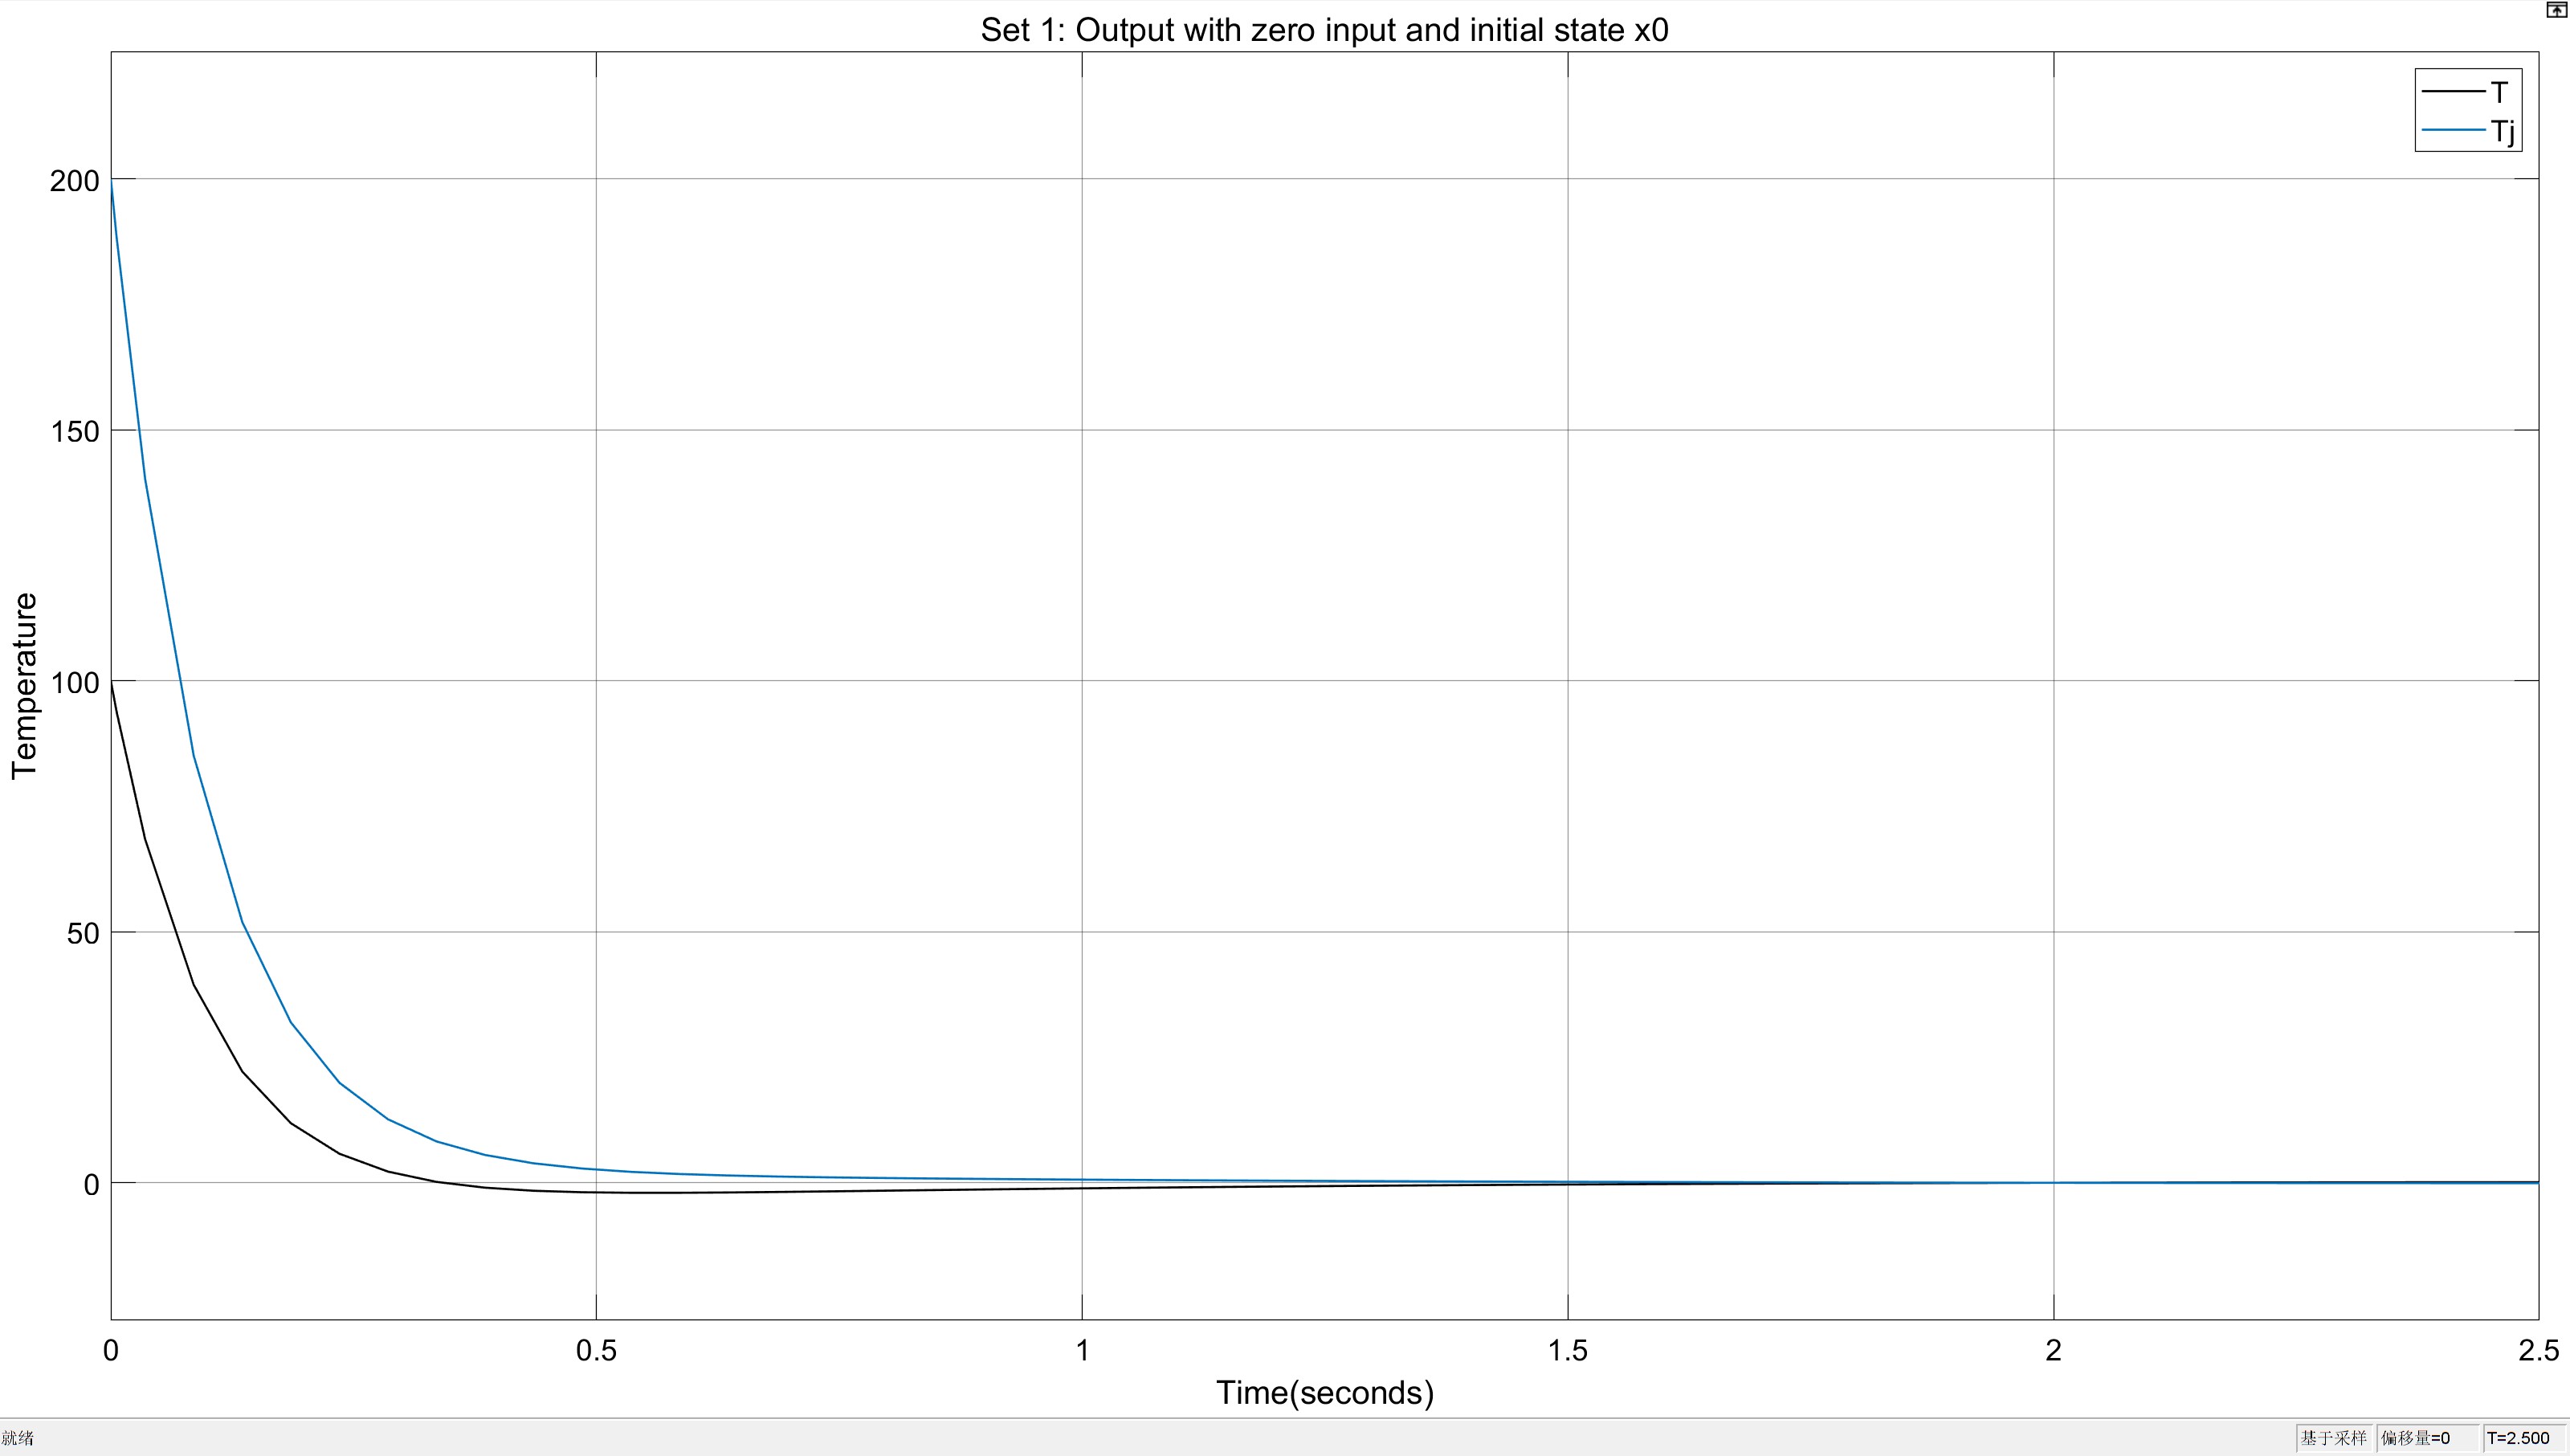 Set 1: Output with zero input and initial state x0
T
Tj
200
150
100
50
0
Temperature
0 0.5 1 1.5 2 2.5
Time(seconds)
就绪 基于采样 偏移量=0 T=2.500